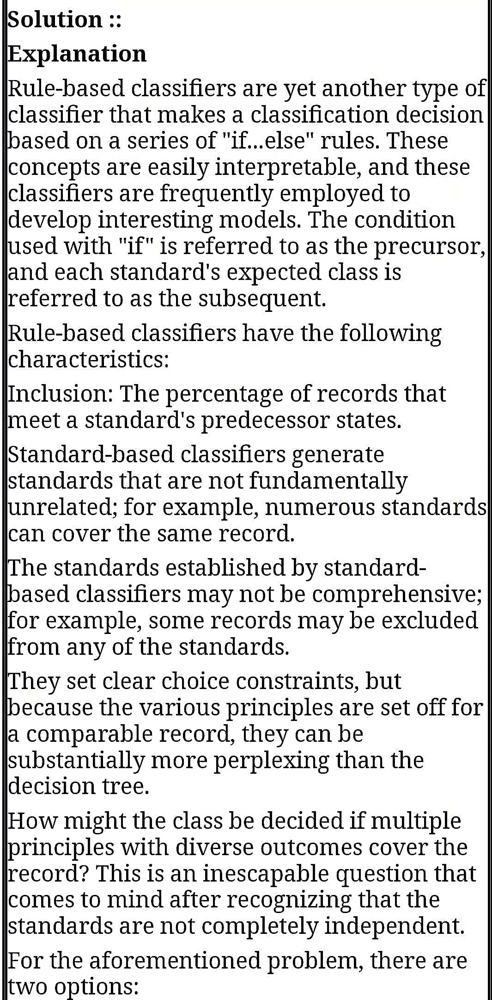 Solution ::
Explanation
Rule-based classifiers are yet another type of
classifier that makes a classification decision
based on a series of "if...else" rules. These
concepts are easily interpretable, and these
classifiers are frequently employed to
develop interesting models. The condition
used with "if" is referred to as the precursor,
and each standard's expected class is
referred to as the subsequent.
Rule-based classifiers have the following
characteristics:
Inclusion: The percentage of records that
meet a standard's predecessor states.
Standard-based classifiers generate
standards that are not fundamentally
unrelated; for example, numerous standards
can cover the same record.
The standards established by standard-
based classifiers may not be comprehensive;
for example, some records may be excluded
from any of the standards.
They set clear choice constraints, but
because the various principles are set off for
a comparable record, they can be
substantially more perplexing than the
decision tree.
How might the class be decided if multiple
principles with diverse outcomes cover the
record? This is an inescapable question that
comes to mind after recognizing that the
standards are not completely independent.
For the aforementioned problem, there are
two options: